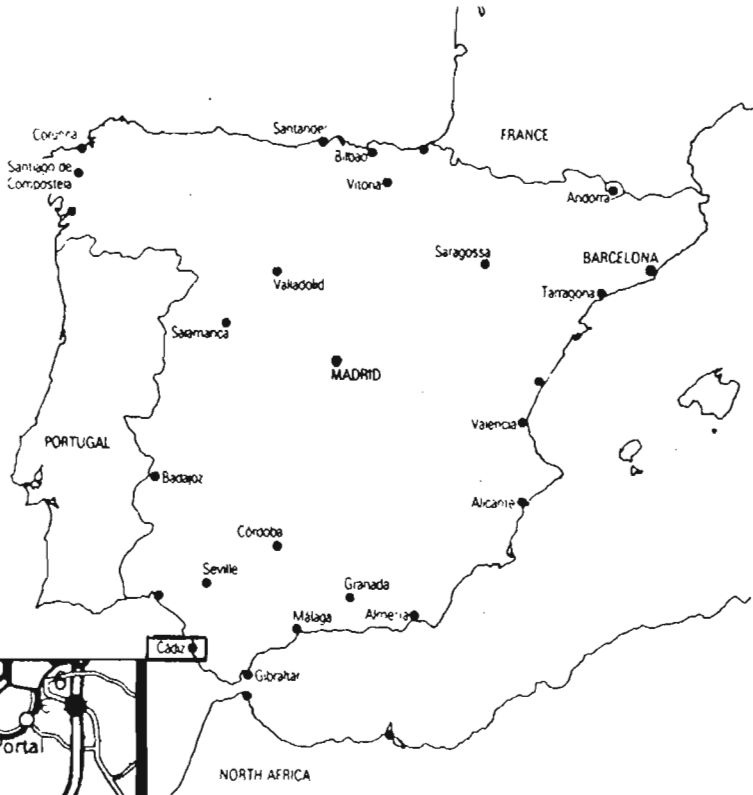 FRANCE
Corunna
Santander
Bilbao
Santiago de
Compostela
Vitoria
Andorra
Saragossa
BARCELONA
Valladolid
Tarragona
Salamanca
MADRID
Valencia
PORTUGAL
Badajoz
Alicante
Córdoba
Seville
Granada
Málaga
Almería
Cádiz
Gibraltar
Portal
NORTH AFRICA